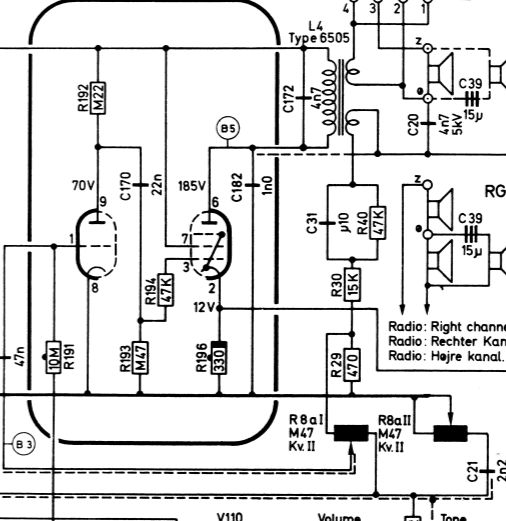 4 3 2 1
L4
Type 6505
R192
M22
C172
4n7
z
C39
15µ
e
C20
4n7
5kV
B5
70V
C170
22n
185V
C182
1n0
9
6
1
7
3
8
2
R194
47K
12V
C31
µ10
R40
47K
R30
15K
z
RG
C39
15µ
e
Radio: Right channe
Radio: Rechter Kan
Radio: Højre kanal.
47n
10M
R191
R193
M47
R196
330
R29
470
B3
R8aI
M47
Kv.II
R8aII
M47
Kv.II
C21
2n2
V110
Volume
Tone